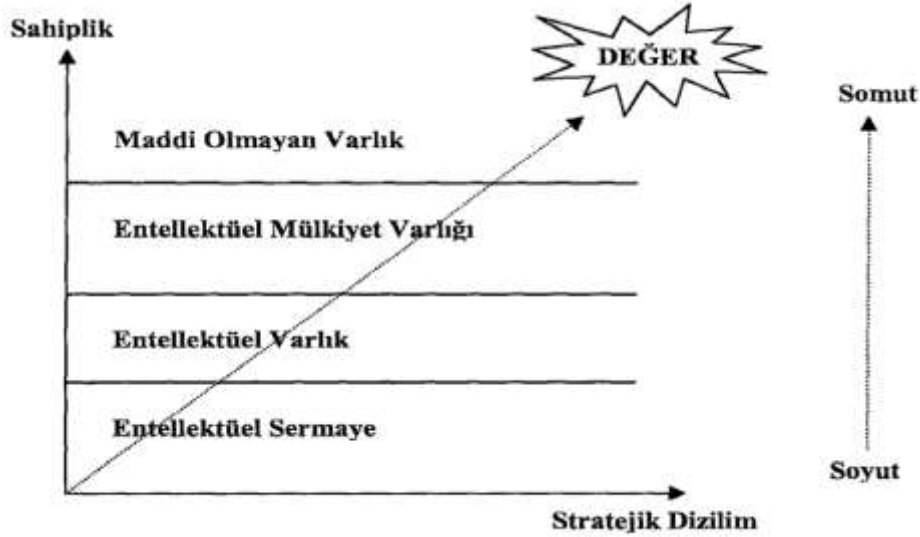 Sahiplik
DEĞER
Somut
Maddi Olmayan Varlık
Entellektüel Mülkiyet Varlığı
Entellektüel Varlık
Entellektüel Sermaye
Soyut
Stratejik Dizilim